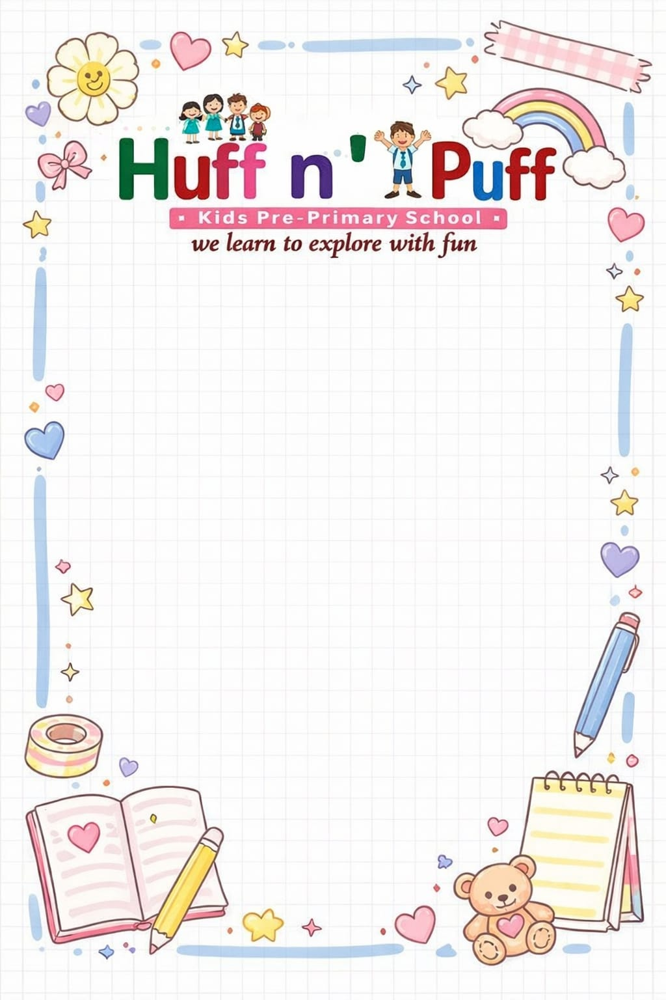 Huff n' Puff
Kids Pre-Primary School
we learn to explore with fun